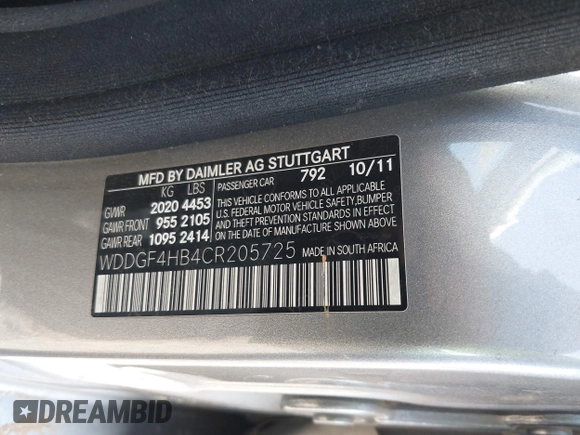 MFD BY DAIMLER AG STUTTGART
KG LBS PASSENGER CAR 792 10/11
GVWR 2020 4453
GAWR FRONT 955 2105
GAWR REAR 1095 2414
THIS VEHICLE CONFORMS TO ALL APPLICABLE
U.S. FEDERAL MOTOR VEHICLE SAFETY,BUMPER
AND THEFT PREVENTION STANDARDS IN EFFECT
ON THE DATE OF MANUFACTURE SHOWN ABOVE.
WDDGF4HB4CR205725 MADE IN SOUTH AFRICA
DREAMBID